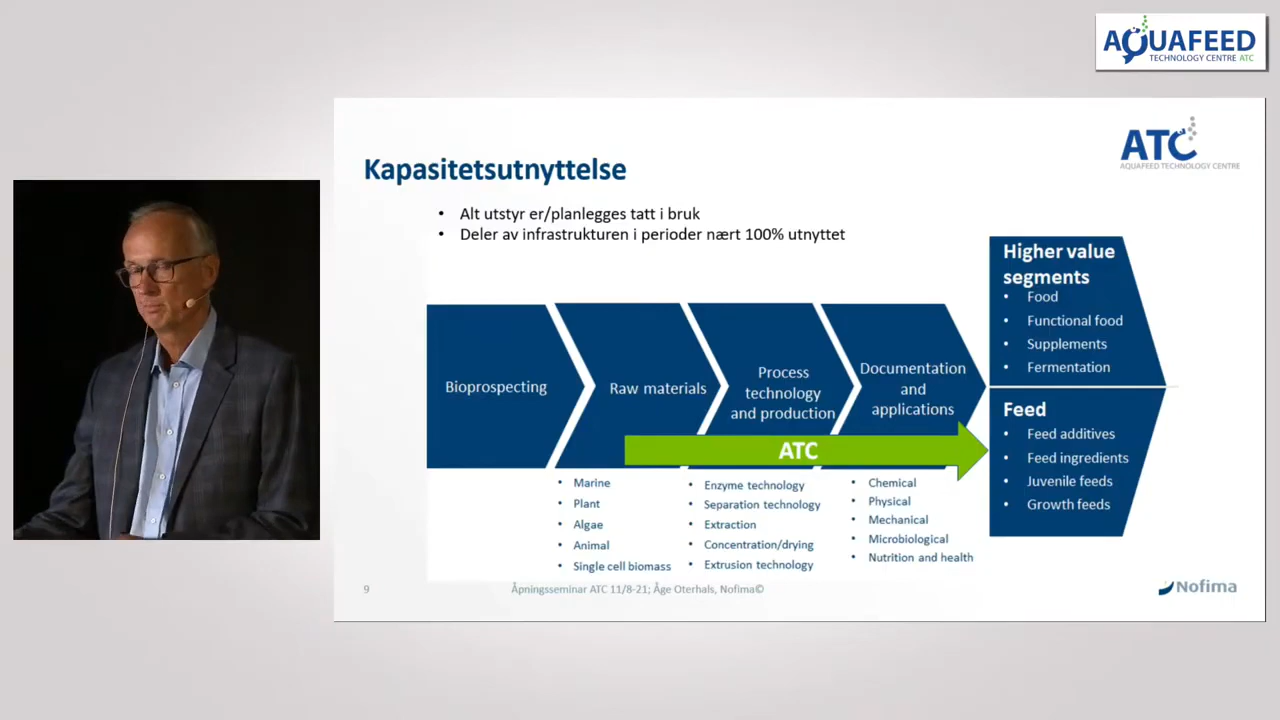 AQUAFEED
TECHNOLOGY CENTRE ATC
ATC
AQUAFEED TECHNOLOGY CENTRE
Kapasitetsutnyttelse
• Alt utstyr er/planlegges tatt i bruk
• Deler av infrastrukturen i perioder nært 100% utnyttet
Bioprospecting
Raw materials
Process
technology
and production
Documentation
and
applications
ATC
• Marine
• Plant
• Algae
• Animal
• Single cell biomass
• Enzyme technology
• Separation technology
• Extraction
• Concentration/drying
• Extrusion technology
• Chemical
• Physical
• Mechanical
• Microbiological
• Nutrition and health
Higher value
segments
• Food
• Functional food
• Supplements
• Fermentation
Feed
• Feed additives
• Feed ingredients
• Juvenile feeds
• Growth feeds
9
Åpningsseminar ATC 11/8-21; Åge Oterhals, Nofima©
Nofima